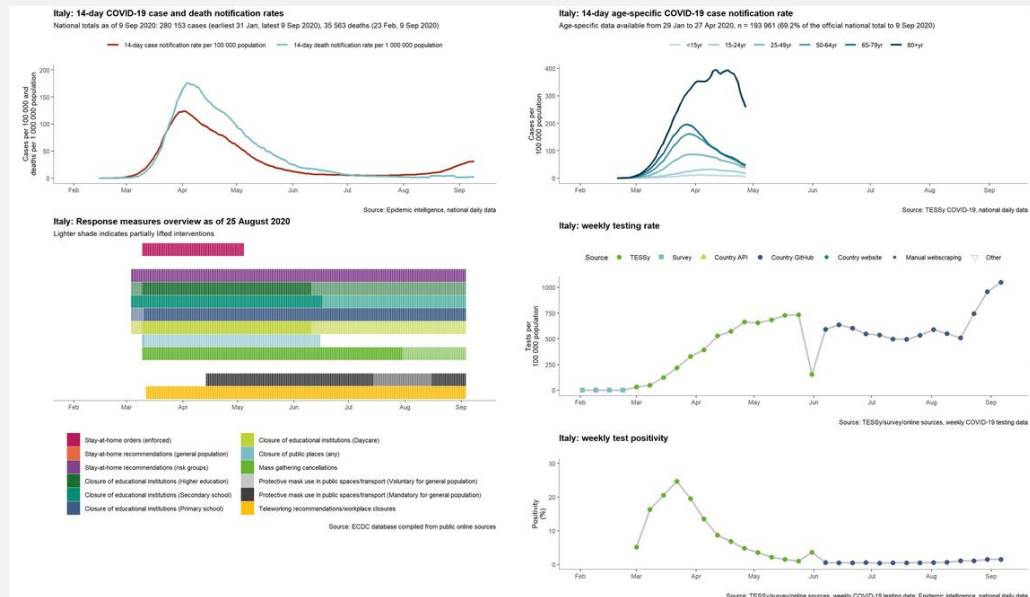 Italy: 14-day COVID-19 case and death notification rates
National totals as of 9 Sep 2020: 280 153 cases (earliest 31 Jan, latest 9 Sep 2020), 35 563 deaths (23 Feb, 9 Sep 2020)
14-day case notification rate per 100 000 population
14-day death notification rate per 1 000 000 population
Cases per 100 000 and
deaths per 1 000 000 population
200
150
100
50
0
Feb Mar Apr May Jun Jul Aug Sep
Source: Epidemic intelligence, national daily data
Italy: Response measures overview as of 25 August 2020
Lighter shade indicates partially lifted interventions
Feb Mar Apr May Jun Jul Aug Sep
Stay-at-home orders (enforced)
Stay-at-home recommendations (general population)
Stay-at-home recommendations (risk groups)
Closure of educational institutions (Higher education)
Closure of educational institutions (Secondary school)
Closure of educational institutions (Primary school)
Closure of educational institutions (Daycare)
Closure of public places (any)
Mass gathering cancellations
Protective mask use in public spaces/transport (Voluntary for general population)
Protective mask use in public spaces/transport (Mandatory for general population)
Teleworking recommendations/workplace closures
Source: ECDC database compiled from public online sources
Italy: 14-day age-specific COVID-19 case notification rate
Age-specific data available from 29 Jan to 27 Apr 2020, n = 193 961 (69.2% of the official national total to 9 Sep 2020)
<15yr 15-24yr 25-49yr 50-64yr 65-79yr 80+yr
Cases per
100 000 population
400
300
200
100
0
Feb Mar Apr May Jun Jul Aug Sep
Source: TESSy COVID-19, national daily data
Italy: weekly testing rate
Source TESSy Survey Country API Country GitHub Country website Manual webscraping Other
Tests per
100 000 population
1000
750
500
250
0
Feb Mar Apr May Jun Jul Aug Sep
Source: TESSy/survey/online sources, weekly COVID-19 testing data
Italy: weekly test positivity
Positivity
(%)
30
20
10
0
Feb Mar Apr May Jun Jul Aug Sep
Source: TESSy/survey/online sources, weekly COVID-19 testing data; Epidemic intelligence, national daily data